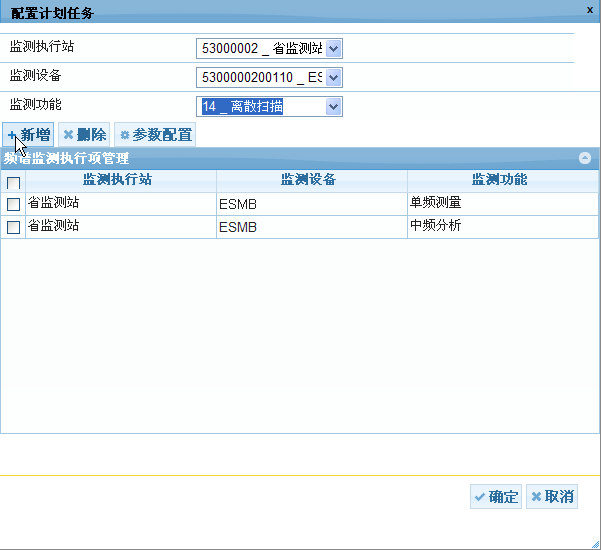 配置计划任务 x
监测执行站 53000002 _ 省监测站
监测设备 5300000200110 _ ES
监测功能 14 _ 离散扫描
新增 删除 参数配置
频谱监测执行项管理
监测执行站 监测设备 监测功能
省监测站 ESMB 单频测量
省监测站 ESMB 中频分析
确定 取消